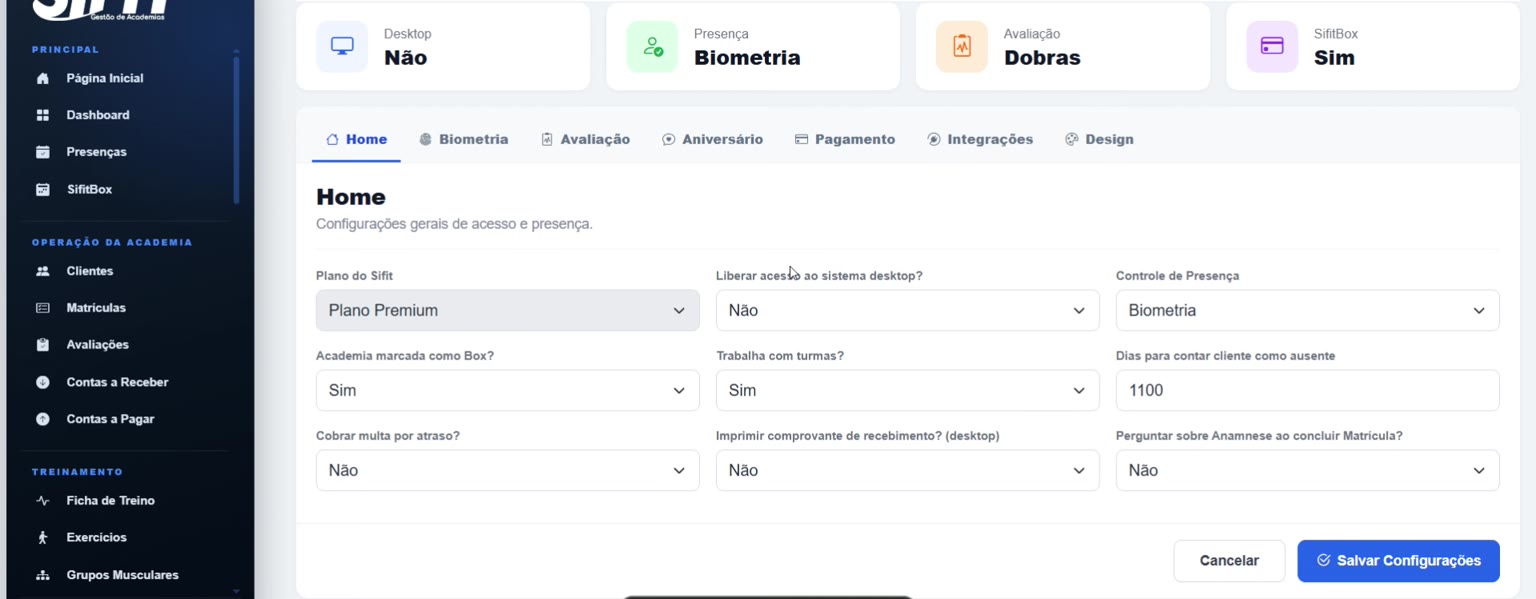 Sifit
Gestão de Academias
PRINCIPAL
Página Inicial
Dashboard
Presenças
SifitBox
OPERAÇÃO DA ACADEMIA
Clientes
Matrículas
Avaliações
Contas a Receber
Contas a Pagar
TREINAMENTO
Ficha de Treino
Exercícios
Grupos Musculares
Desktop
Não
Presença
Biometria
Avaliação
Dobras
SifitBox
Sim
Home Biometria Avaliação Aniversário Pagamento Integrações Design
Home
Configurações gerais de acesso e presença.
Plano do Sifit
Plano Premium
Liberar acesso ao sistema desktop?
Não
Controle de Presença
Biometria
Academia marcada como Box?
Sim
Trabalha com turmas?
Sim
Dias para contar cliente como ausente
1100
Cobrar multa por atraso?
Não
Imprimir comprovante de recebimento? (desktop)
Não
Perguntar sobre Anamnese ao concluir Matrícula?
Não
Cancelar
Salvar Configurações